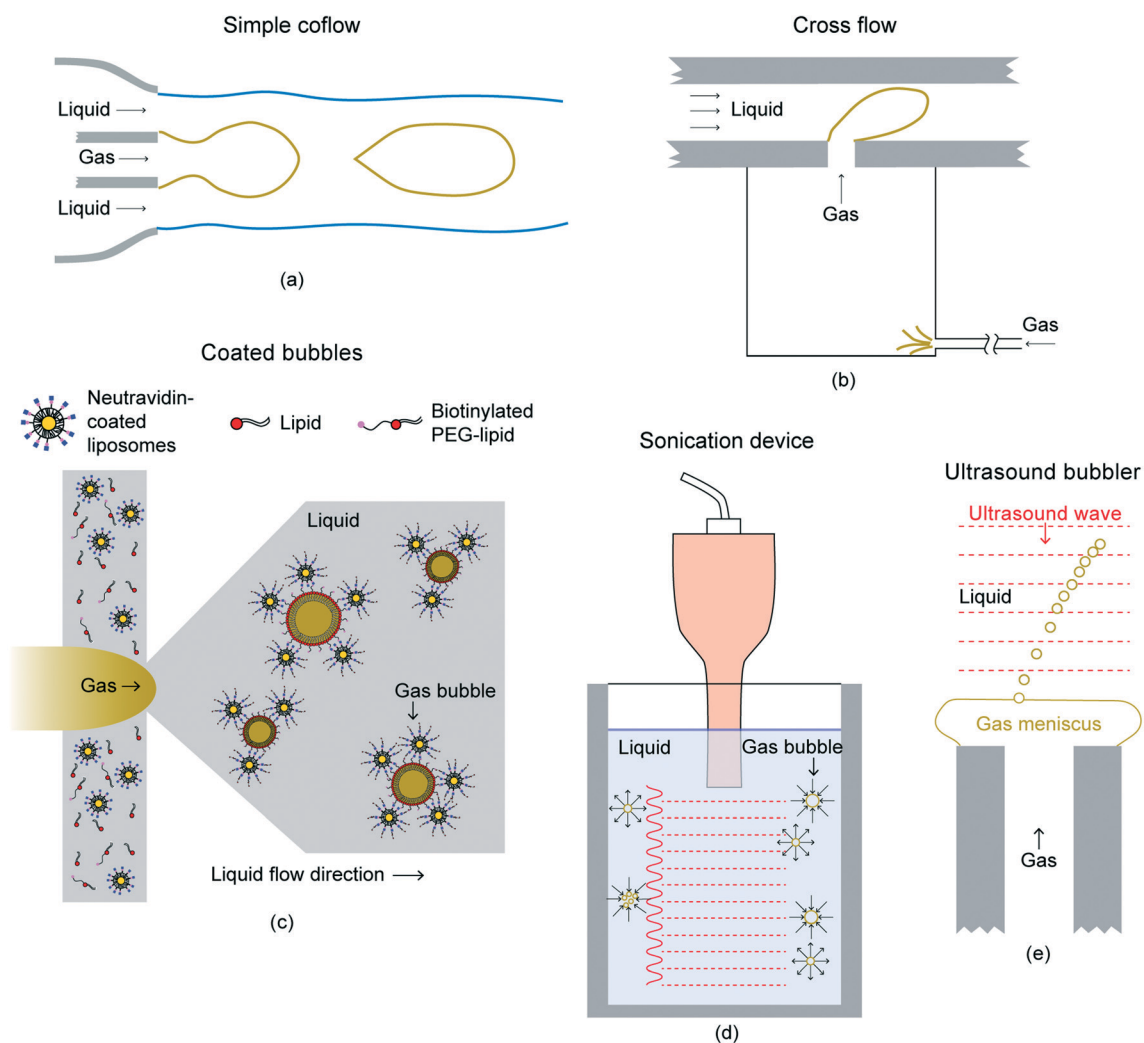 Simple coflow
Liquid
Gas
Liquid
(a)
Cross flow
Liquid
Gas
Gas
(b)
Coated bubbles
Neutravidin-
coated
liposomes
Lipid
Biotinylated
PEG-lipid
Liquid
Gas
Gas bubble
Liquid flow direction
(c)
Sonication device
Liquid
Gas bubble
(d)
Ultrasound bubbler
Ultrasound wave
Liquid
Gas meniscus
Gas
(e)